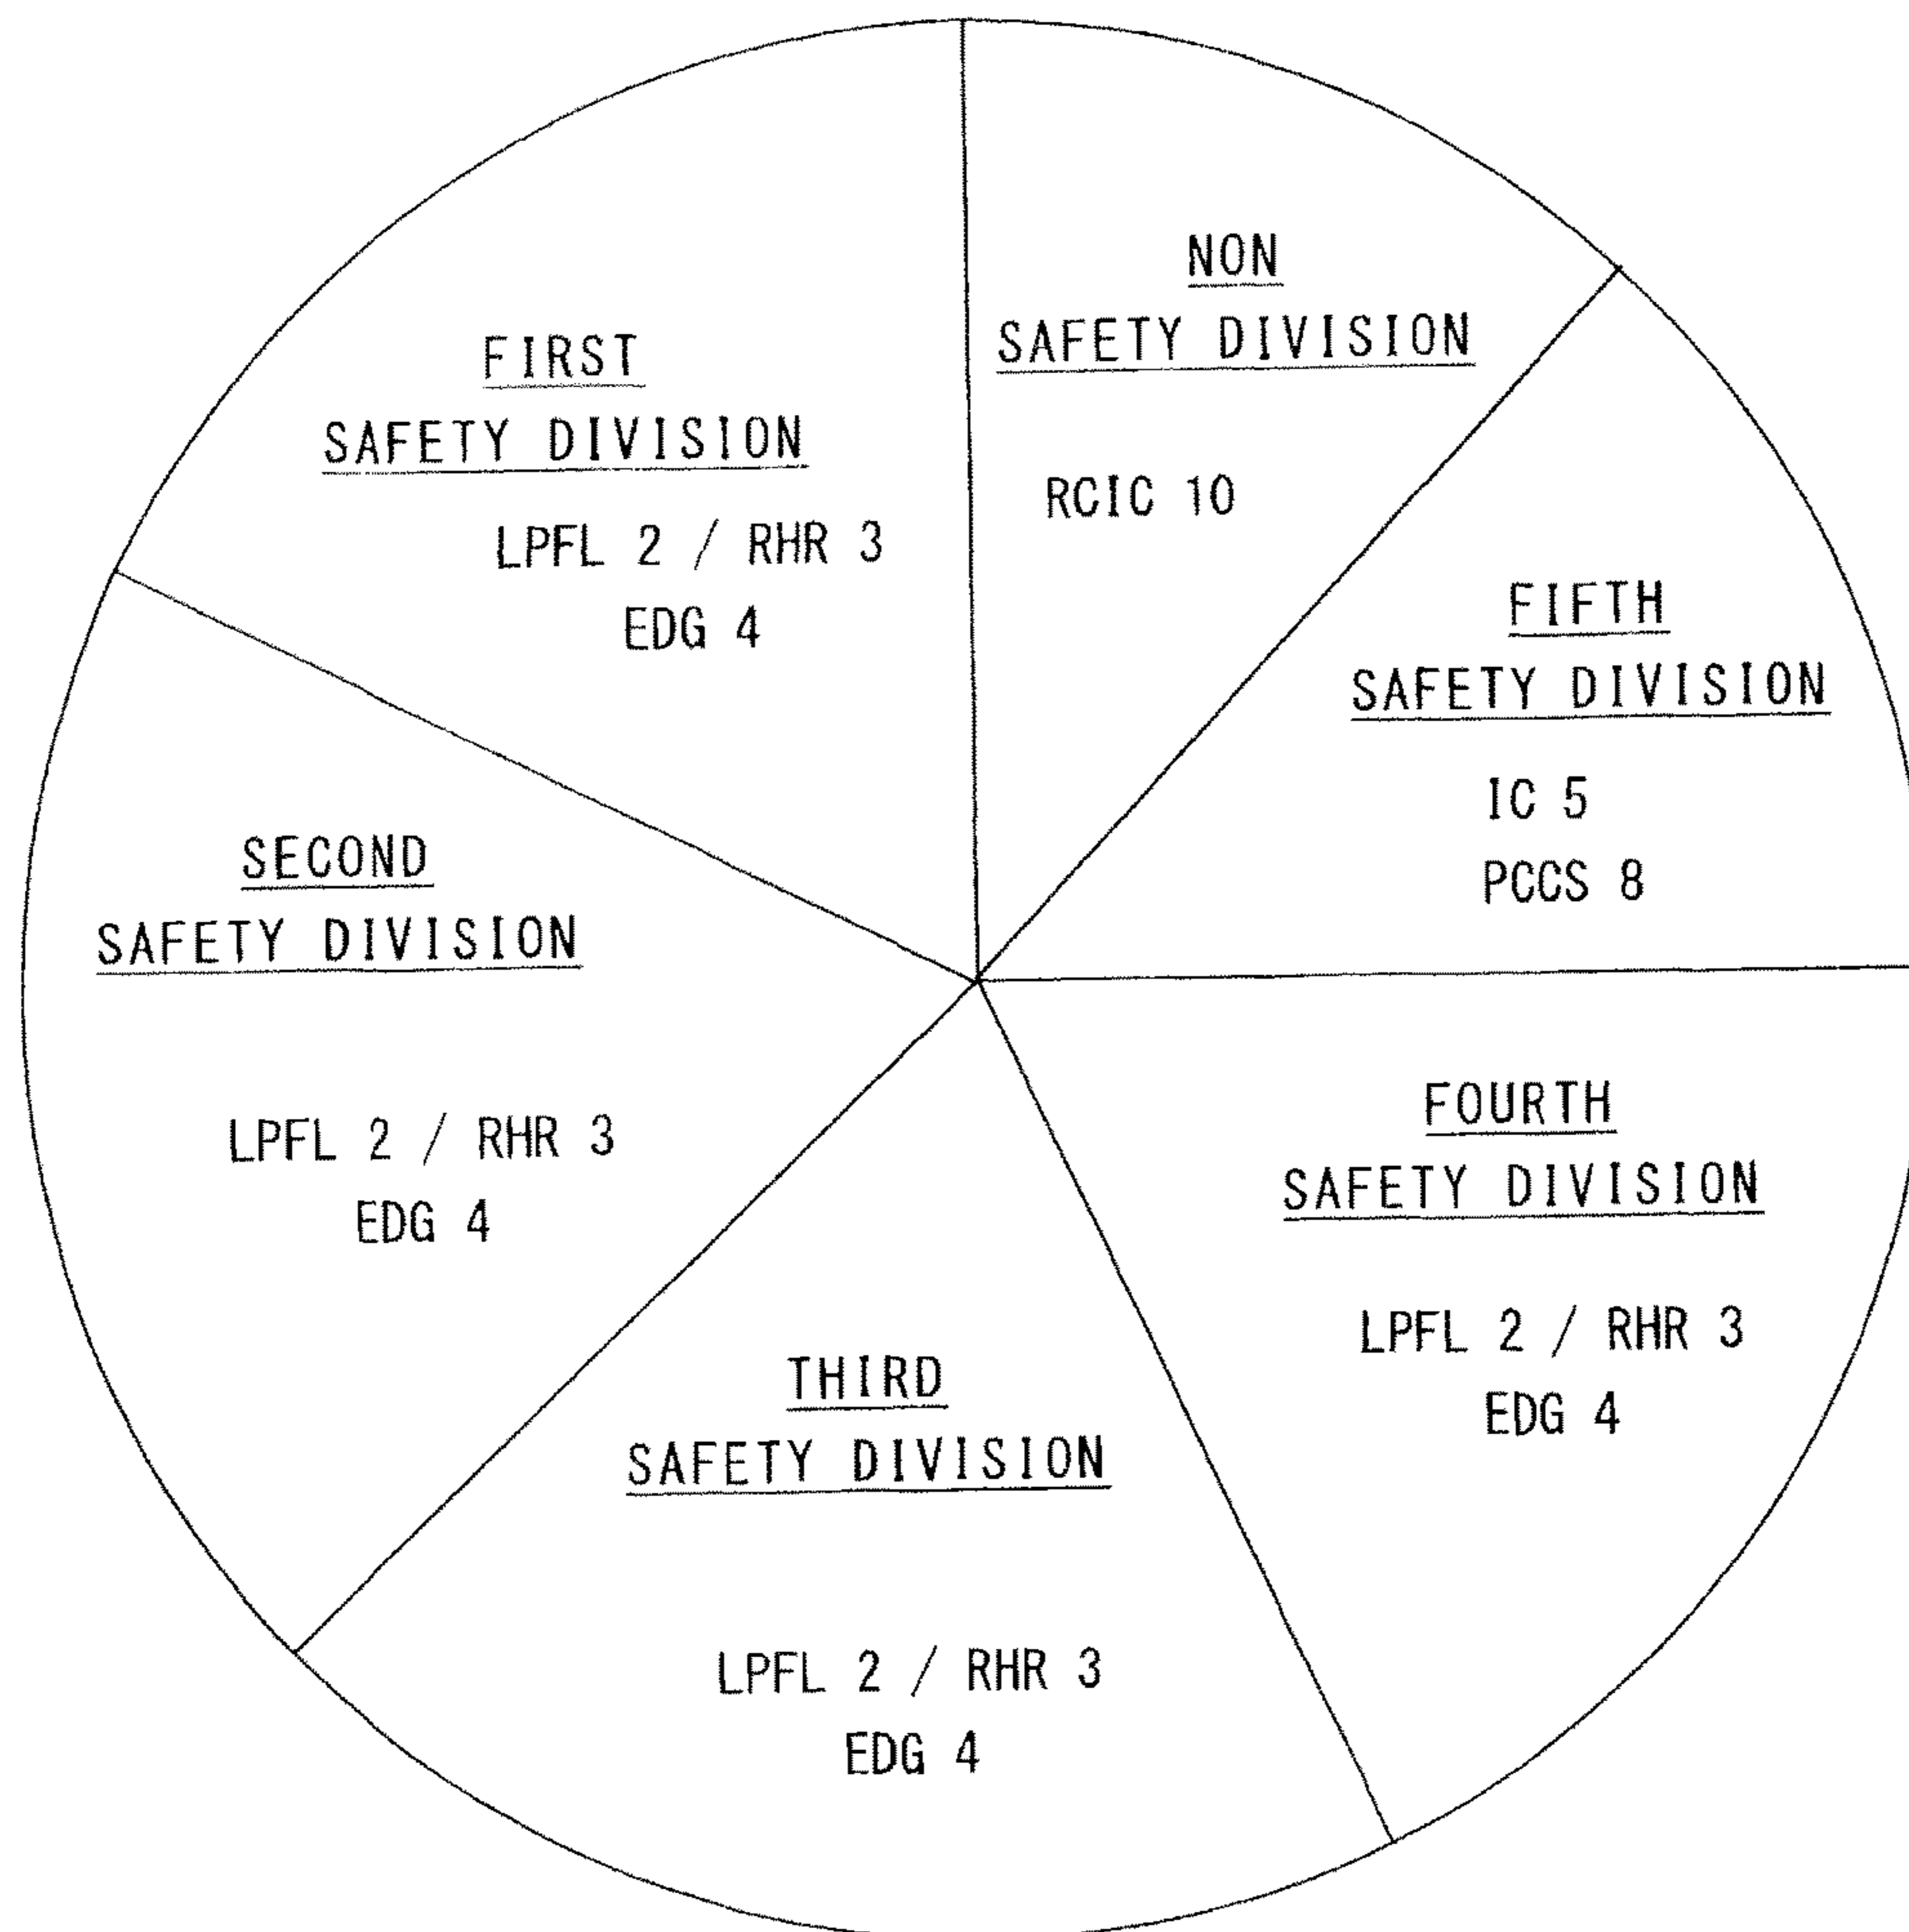 NON
SAFETY DIVISION
RCIC 10
FIRST
SAFETY DIVISION
LPFL 2 / RHR 3
EDG 4
FIFTH
SAFETY DIVISION
IC 5
PCCS 8
SECOND
SAFETY DIVISION
LPFL 2 / RHR 3
EDG 4
FOURTH
SAFETY DIVISION
LPFL 2 / RHR 3
EDG 4
THIRD
SAFETY DIVISION
LPFL 2 / RHR 3
EDG 4